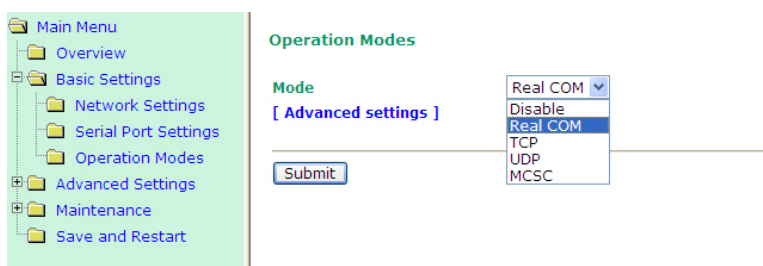 Main Menu
Overview
Basic Settings
Network Settings
Serial Port Settings
Operation Modes
Advanced Settings
Maintenance
Save and Restart
Operation Modes
Mode
Real COM
[ Advanced settings ]
Disable
Real COM
TCP
UDP
MCSC
Submit